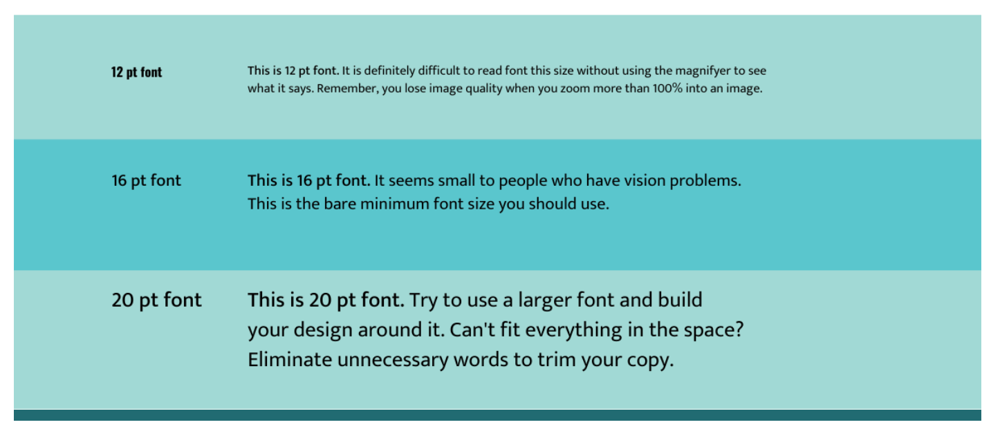 12 pt font
This is 12 pt font. It is definitely difficult to read font this size without using the magnifyer to see
what it says. Remember, you lose image quality when you zoom more than 100% into an image.
16 pt font
This is 16 pt font. It seems small to people who have vision problems.
This is the bare minimum font size you should use.
20 pt font
This is 20 pt font. Try to use a larger font and build
your design around it. Can't fit everything in the space?
Eliminate unnecessary words to trim your copy.